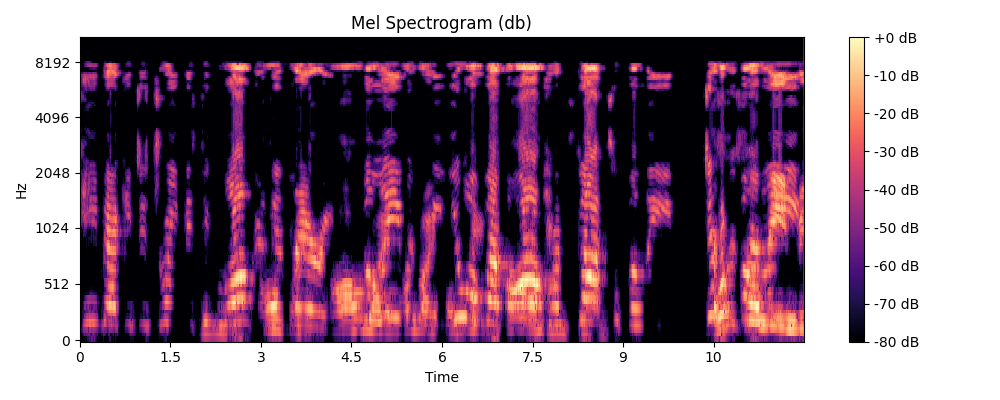 Mel Spectrogram (db)
Hz
8192
4096
2048
1024
512
0
0
1.5
3
4.5
6
7.5
9
10
Time
+0 dB
-10 dB
-20 dB
-30 dB
-40 dB
-50 dB
-60 dB
-70 dB
-80 dB